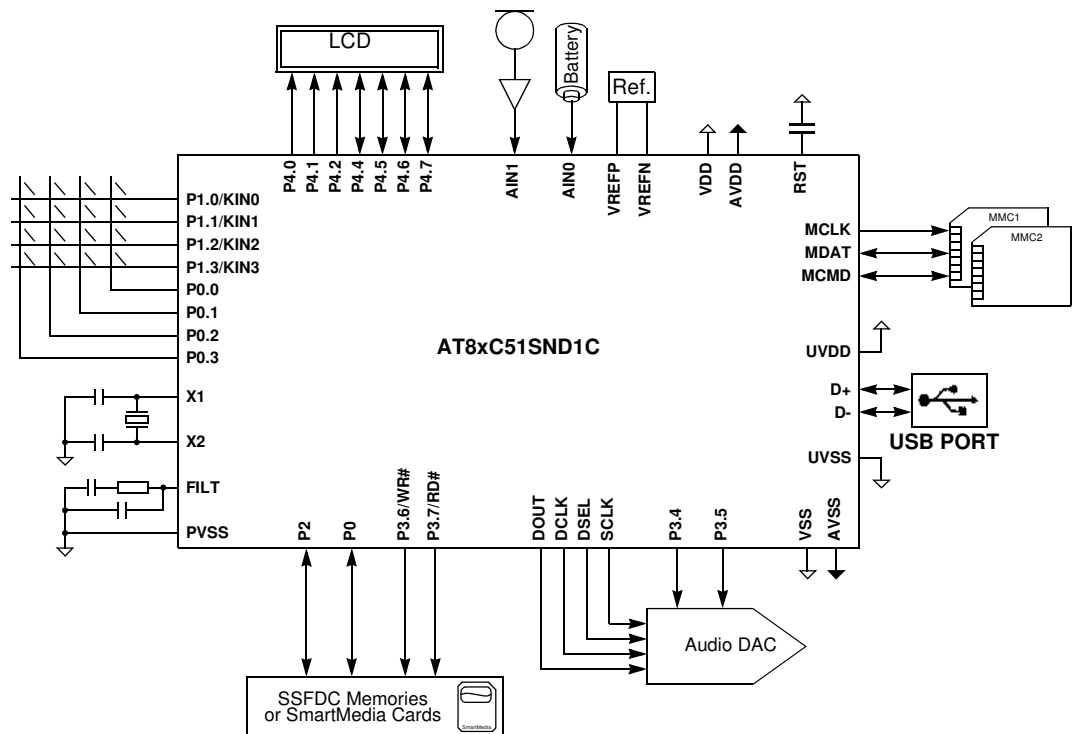 LCD
Battery
Ref.
P4.0
P4.1
P4.2
P4.4
P4.5
P4.6
P4.7
AIN1
AIN0
VREFP
VREFN
VDD
AVDD
RST
P1.0/KIN0
P1.1/KIN1
P1.2/KIN2
P1.3/KIN3
P0.0
P0.1
P0.2
P0.3
X1
X2
FILT
PVSS
AT8xC51SND1C
MCLK
MDAT
MCMD
MMC1
MMC2
UVDD
D+
D-
USB PORT
UVSS
P2
P0
P3.6/WR#
P3.7/RD#
DOUT
DCLK
DSEL
SCLK
P3.4
P3.5
VSS
AVSS
Audio DAC
SSFDC Memories
or SmartMedia Cards
SmartMedia